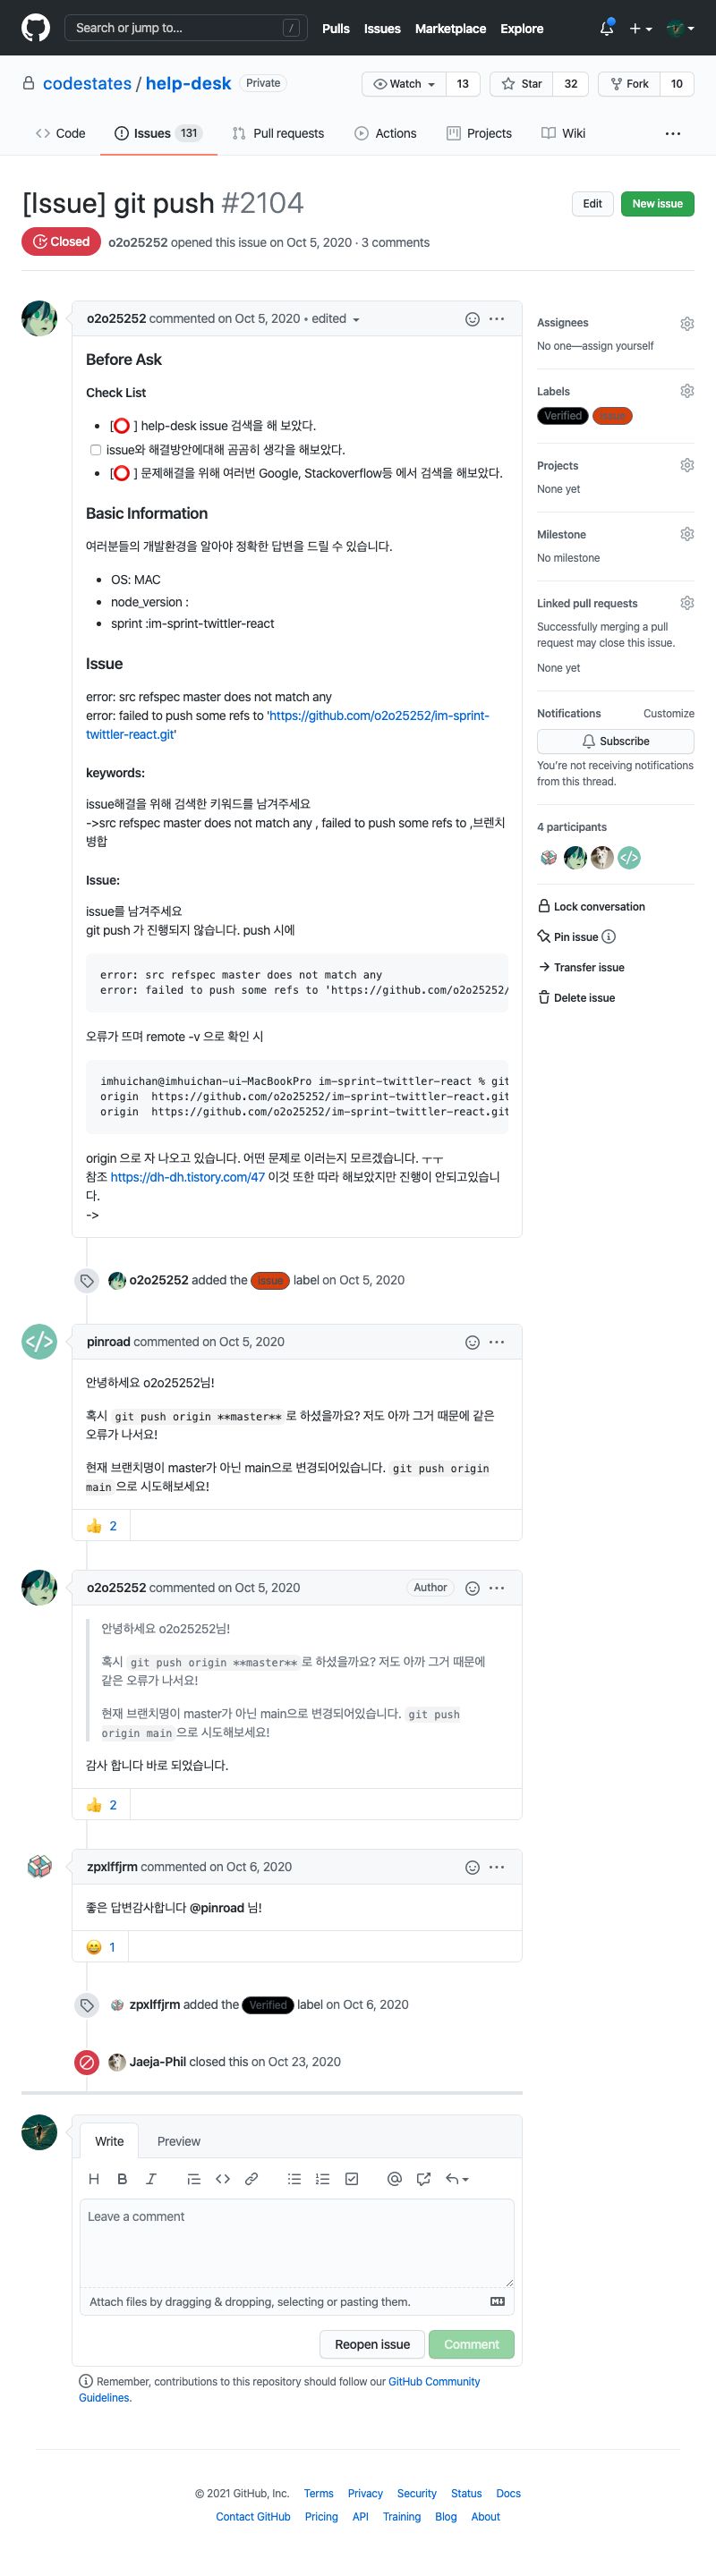 Search or jump to... /
Pulls Issues Marketplace Explore
codestates / help-desk Private
Watch 13 Star 32 Fork 10
Code Issues 131 Pull requests Actions Projects Wiki ...
[Issue] git push #2104
Edit New issue
Closed o2o25252 opened this issue on Oct 5, 2020 · 3 comments
o2o25252 commented on Oct 5, 2020 • edited
Before Ask
Check List
• [⭕ ] help-desk issue 검색을 해 보았다.
issue와 해결방안에대해 곰곰히 생각을 해보았다.
• [⭕ ] 문제해결을 위해 여러번 Google, Stackoverflow등 에서 검색을 해보았다.
Basic Information
여러분들의 개발환경을 알아야 정확한 답변을 드릴 수 있습니다.
• OS: MAC
• node_version :
• sprint :im-sprint-twittler-react
Issue
error: src refspec master does not match any
error: failed to push some refs to 'https://github.com/o2o25252/im-sprint-
twittler-react.git'
keywords:
issue해결을 위해 검색한 키워드를 남겨주세요
->src refspec master does not match any , failed to push some refs to ,브렌치
병합
Issue:
issue를 남겨주세요
git push 가 진행되지 않습니다. push 시에
error: src refspec master does not match any
error: failed to push some refs to 'https://github.com/o2o25252/
오류가 뜨며 remote -v 으로 확인 시
imhuichan@imhuichan-ui-MacBookPro im-sprint-twittler-react % git
origin  https://github.com/o2o25252/im-sprint-twittler-react.git
origin  https://github.com/o2o25252/im-sprint-twittler-react.git
origin 으로 자 나오고 있습니다. 어떤 문제로 이러는지 모르겠습니다. ㅜㅜ
참조 https://dh-dh.tistory.com/47 이것 또한 따라 해보았지만 진행이 안되고있습니
다.
->
Assignees
No one—assign yourself
Labels
Verified issue
Projects
None yet
Milestone
No milestone
Linked pull requests
Successfully merging a pull
request may close this issue.
None yet
Notifications Customize
Subscribe
You're not receiving notifications
from this thread.
4 participants
Lock conversation
Pin issue
Transfer issue
Delete issue
o2o25252 added the issue label on Oct 5, 2020
pinroad commented on Oct 5, 2020
안녕하세요 o2o25252님!
혹시 git push origin **master** 로 하셨을까요? 저도 아까 그거 때문에 같은
오류가 나서요!
현재 브랜치명이 master가 아닌 main으로 변경되어있습니다. git push origin
main 으로 시도해보세요!
👍 2
o2o25252 commented on Oct 5, 2020 Author
안녕하세요 o2o25252님!
혹시 git push origin **master** 로 하셨을까요? 저도 아까 그거 때문에
같은 오류가 나서요!
현재 브랜치명이 master가 아닌 main으로 변경되어있습니다. git push
origin main 으로 시도해보세요!
감사 합니다 바로 되었습니다.
👍 2
zpxlffjrm commented on Oct 6, 2020
좋은 답변감사합니다 @pinroad 님!
😄 1
zpxlffjrm added the Verified label on Oct 6, 2020
Jaeja-Phil closed this on Oct 23, 2020
Write Preview
Leave a comment
Attach files by dragging & dropping, selecting or pasting them.
Reopen issue Comment
Remember, contributions to this repository should follow our GitHub Community
Guidelines.
© 2021 GitHub, Inc. Terms Privacy Security Status Docs
Contact GitHub Pricing API Training Blog About